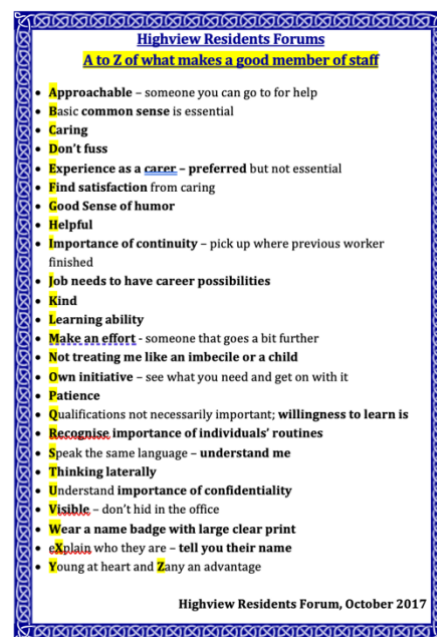 Highview Residents Forums
A to Z of what makes a good member of staff
• Approachable – someone you can go to for help
• Basic common sense is essential
• Caring
• Don't fuss
• Experience as a carer – preferred but not essential
• Find satisfaction from caring
• Good Sense of humor
• Helpful
• Importance of continuity – pick up where previous worker
finished
• Job needs to have career possibilities
• Kind
• Learning ability
• Make an effort - someone that goes a bit further
• Not treating me like an imbecile or a child
• Own initiative – see what you need and get on with it
• Patience
• Qualifications not necessarily important; willingness to learn is
• Recognise importance of individuals' routines
• Speak the same language – understand me
• Thinking laterally
• Understand importance of confidentiality
• Visible – don't hid in the office
• Wear a name badge with large clear print
• eXplain who they are – tell you their name
• Young at heart and Zany an advantage
Highview Residents Forum, October 2017